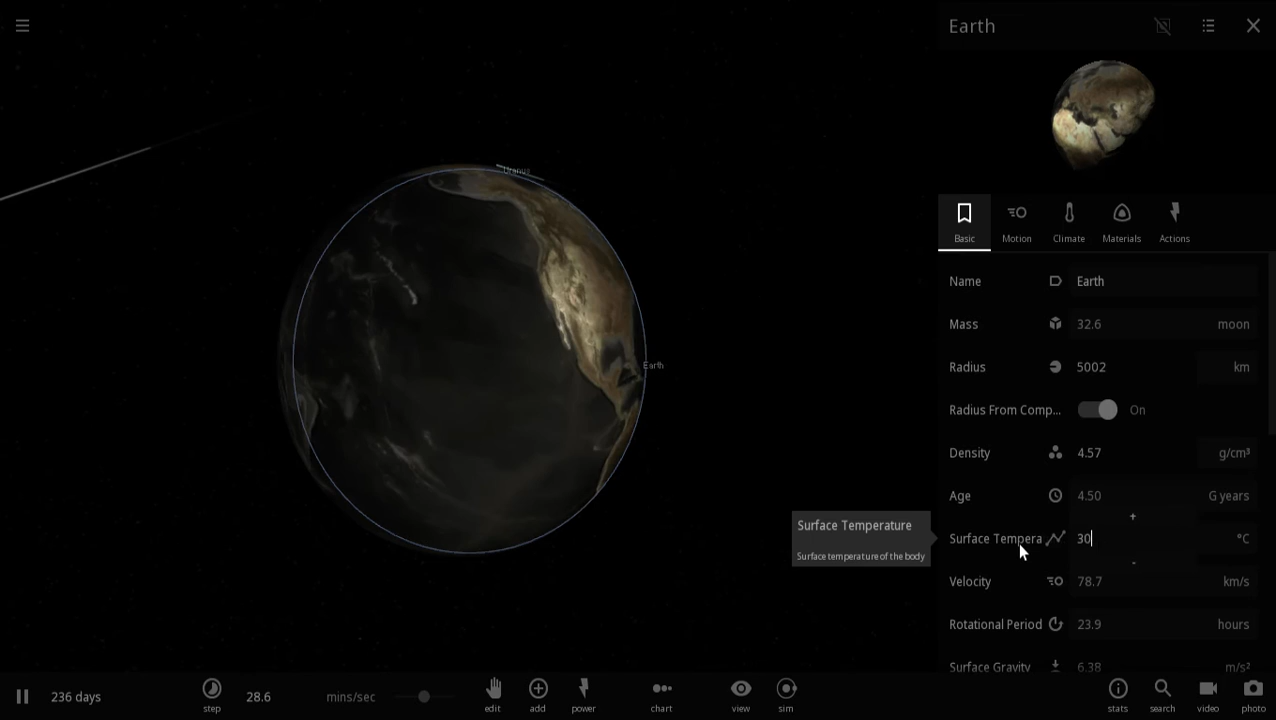 Earth
Uranus
Earth
Basic
Motion
Climate
Materials
Actions
Name
Earth
Mass
32.6
moon
Radius
5002
km
Radius From Comp...
On
Density
4.57
g/cm³
Age
4.50
G years
+
Surface Tempera
30
°C
-
Surface Temperature
Surface temperature of the body
Velocity
78.7
km/s
Rotational Period
23.9
hours
Surface Gravity
6.38
m/s²
236 days
step
28.6
mins/sec
edit
add
power
chart
view
sim
stats
search
video
photo